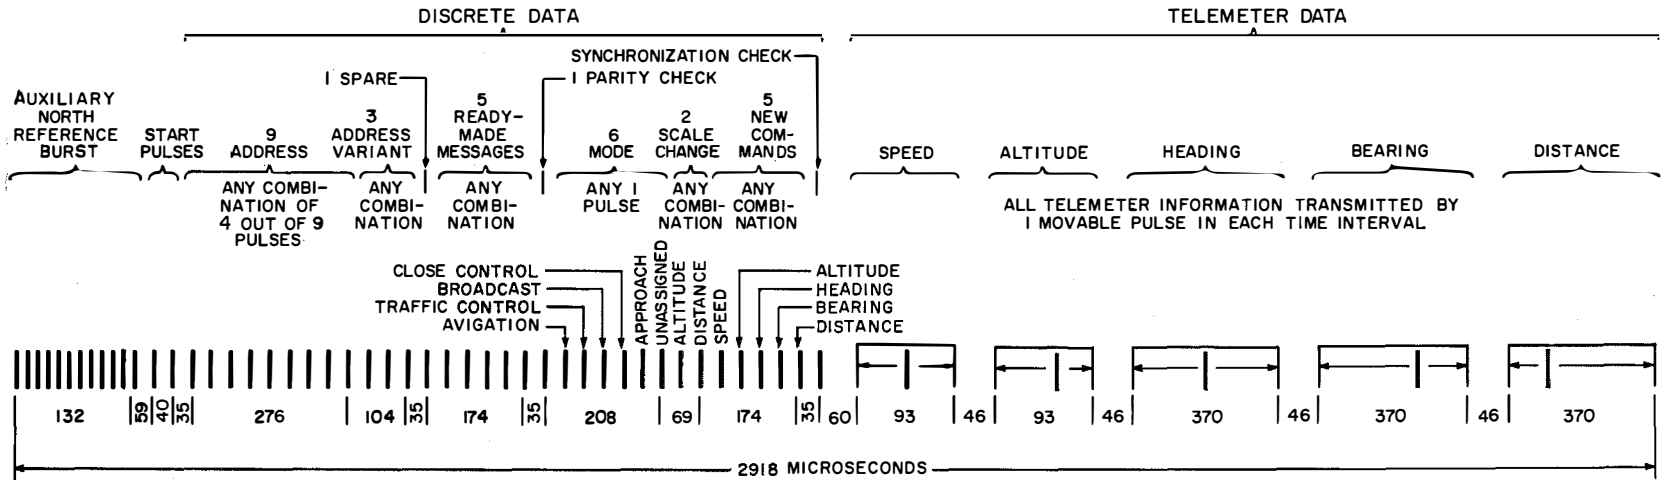 DISCRETE DATA
TELEMETER DATA
SYNCHRONIZATION CHECK
1 SPARE
1 PARITY CHECK
AUXILIARY
NORTH
REFERENCE
BURST
START
PULSES
9
ADDRESS
3
ADDRESS
VARIANT
5
READY-
MADE
MESSAGES
6
MODE
2
SCALE
CHANGE
5
NEW
COM-
MANDS
SPEED
ALTITUDE
HEADING
BEARING
DISTANCE
ANY COMBI-
NATION OF
4 OUT OF 9
PULSES
ANY
COMBI-
NATION
ANY
COMBI-
NATION
ANY 1
PULSE
ANY
COMBI-
NATION
ANY
COMBI-
NATION
ALL TELEMETER INFORMATION TRANSMITTED BY
1 MOVABLE PULSE IN EACH TIME INTERVAL
CLOSE CONTROL
BROADCAST
TRAFFIC CONTROL
AVIGATION
APPROACH
UNASSIGNED
ALTITUDE
DISTANCE
SPEED
ALTITUDE
HEADING
BEARING
DISTANCE
132 59 40 35 276 104 35 174 35 208 69 174 35 60 93 46 93 46 370 46 370 46 370
2918 MICROSECONDS